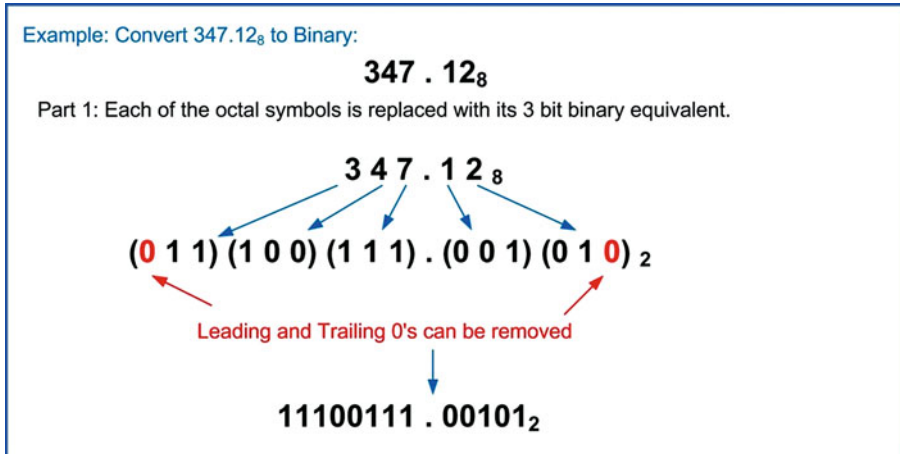 Example: Convert 347.12₈ to Binary:
347 . 12₈
Part 1: Each of the octal symbols is replaced with its 3 bit binary equivalent.
3 4 7 . 1 2 ₈
(0 1 1) (1 0 0) (1 1 1) . (0 0 1) (0 1 0) ₂
Leading and Trailing 0's can be removed
11100111 . 00101₂